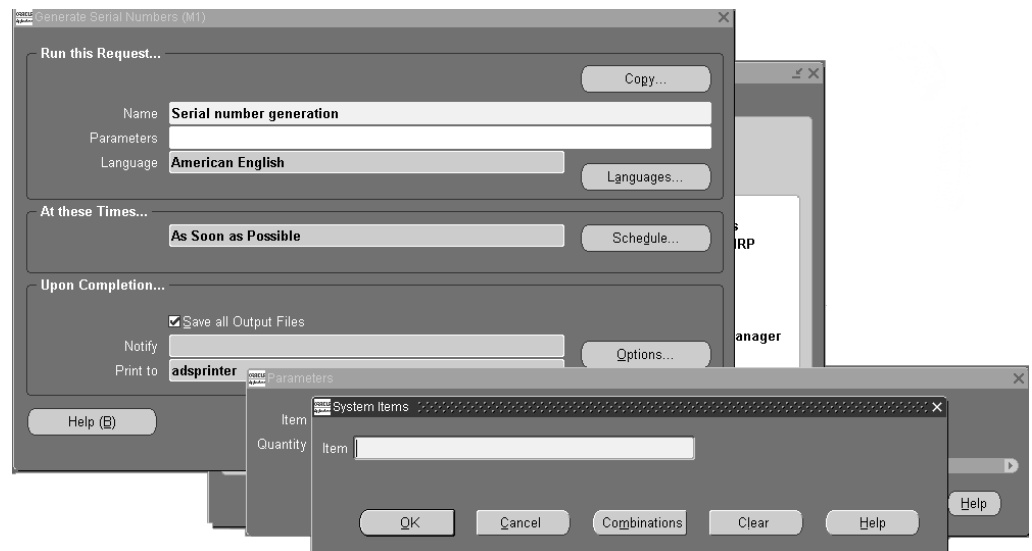 Generate Serial Numbers (M1)
Run this Request...
Copy...
Name Serial number generation
Parameters
Language American English
Languages...
At these Times...
As Soon as Possible
Schedule...
IRP
Upon Completion...
Save all Output Files
anager
Notify
Options...
Print to adsprinter
Parameters
Help (B)
System Items
Item
Quantity
Item
Help
OK Cancel Combinations Clear Help